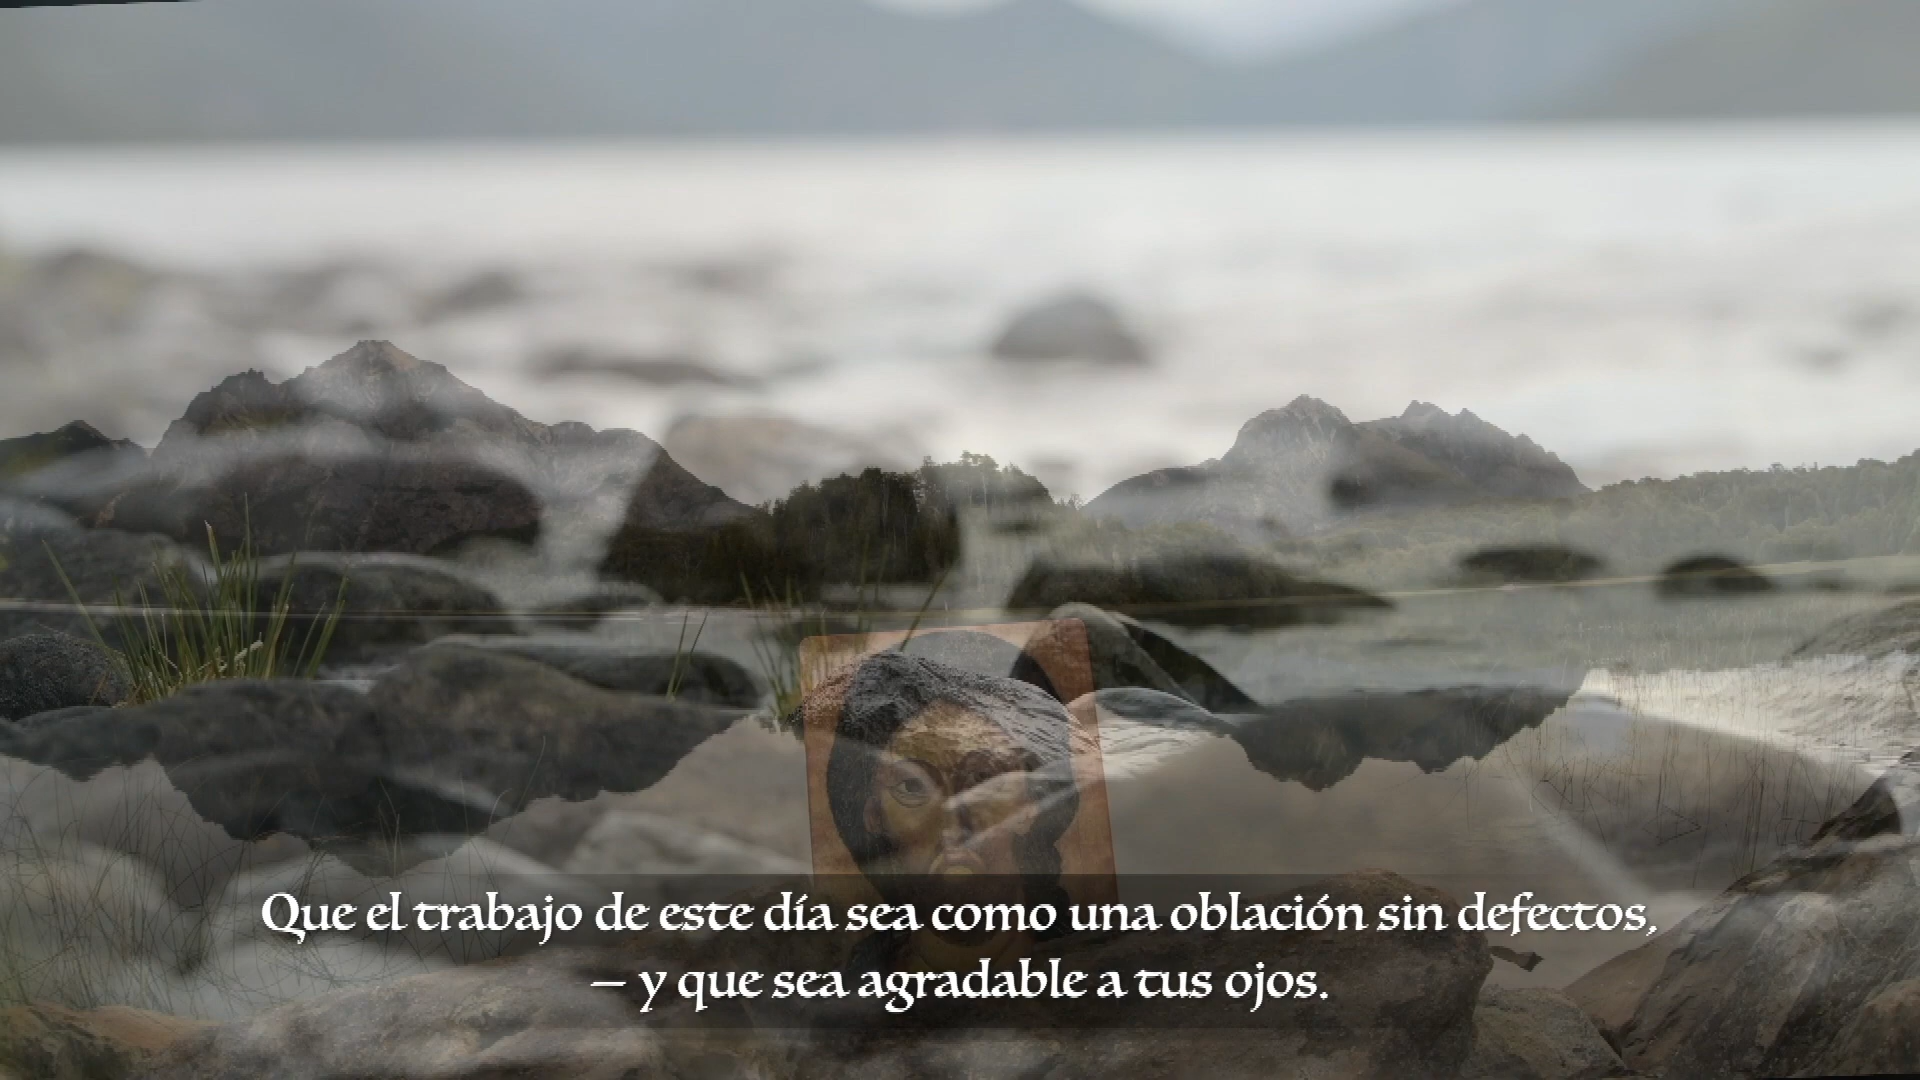 Que el trabajo de este día sea como una oblación sin defectos,
– y que sea agradable a tus ojos.